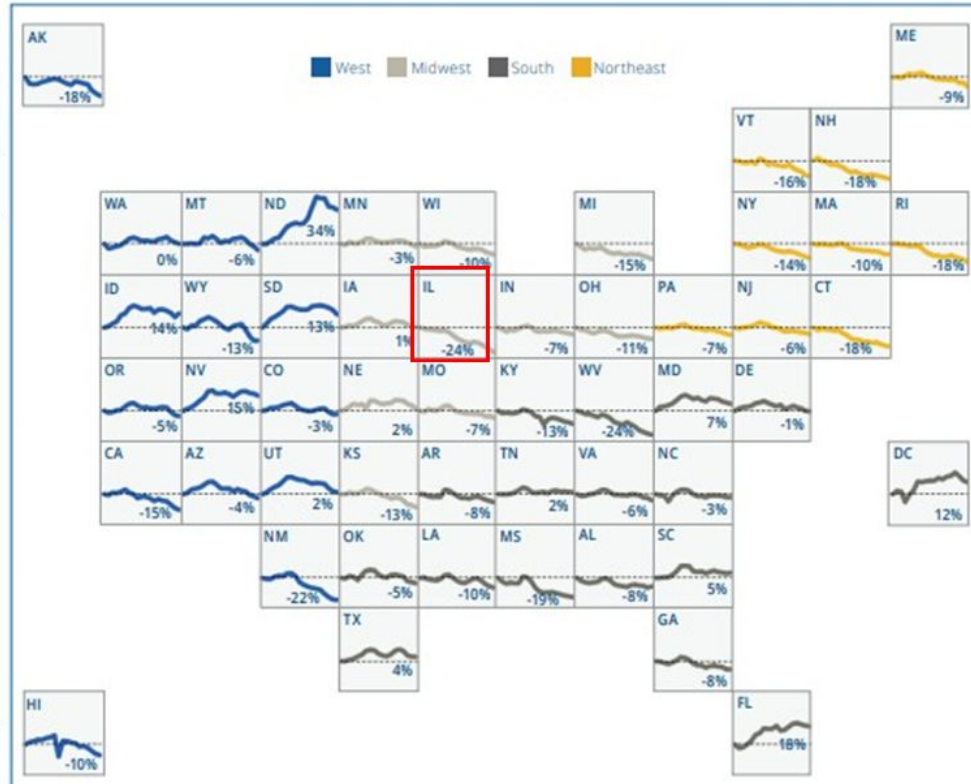 AK
-18%
West
Midwest
South
Northeast
ME
-9%
VT
-16%
NH
-18%
WA
0%
MT
-6%
ND
34%
MN
-3%
WI
-10%
MI
-15%
NY
-14%
MA
-10%
RI
-18%
ID
14%
WY
-13%
SD
13%
IA
1%
IL
-24%
IN
-7%
OH
-11%
PA
-7%
NJ
-6%
CT
-18%
OR
-5%
NV
15%
CO
-3%
NE
2%
MO
-7%
KY
-13%
WV
-24%
MD
7%
DE
-1%
CA
-15%
AZ
-4%
UT
2%
KS
-13%
AR
-8%
TN
2%
VA
-6%
NC
-3%
DC
12%
NM
-22%
OK
-5%
LA
-10%
MS
-19%
AL
-8%
SC
5%
TX
4%
GA
-8%
HI
-10%
FL
18%